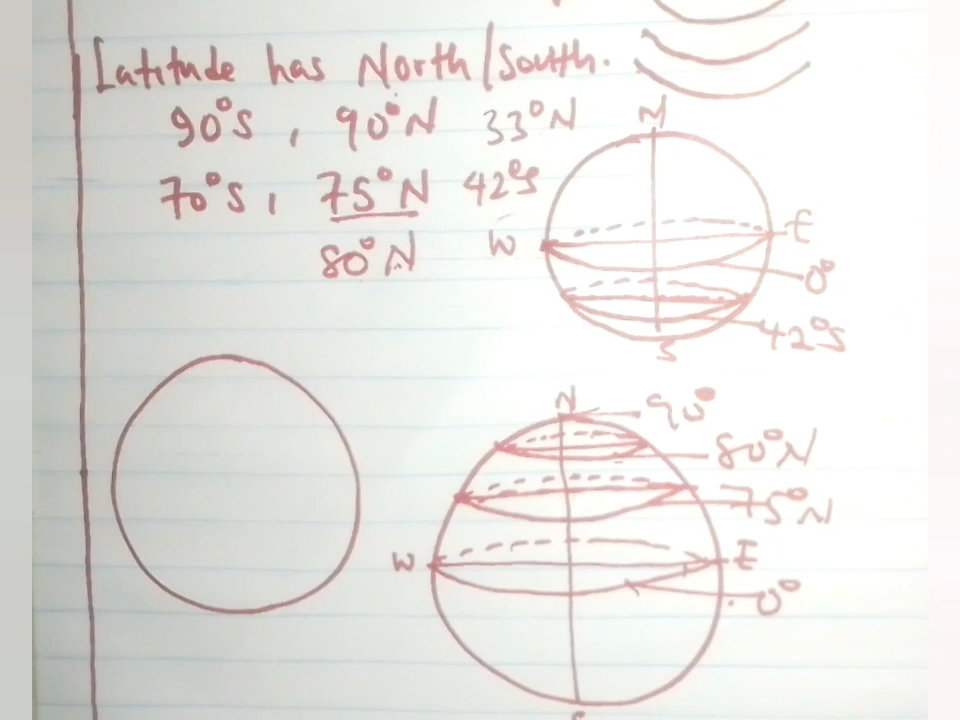 Latitude has North/South.
90°S, 90°N 33°N
70°S, 75°N 42°S
80°N
N
W E
0°
42°S
S
N 90°
80°N
75°N
W E
0°
S